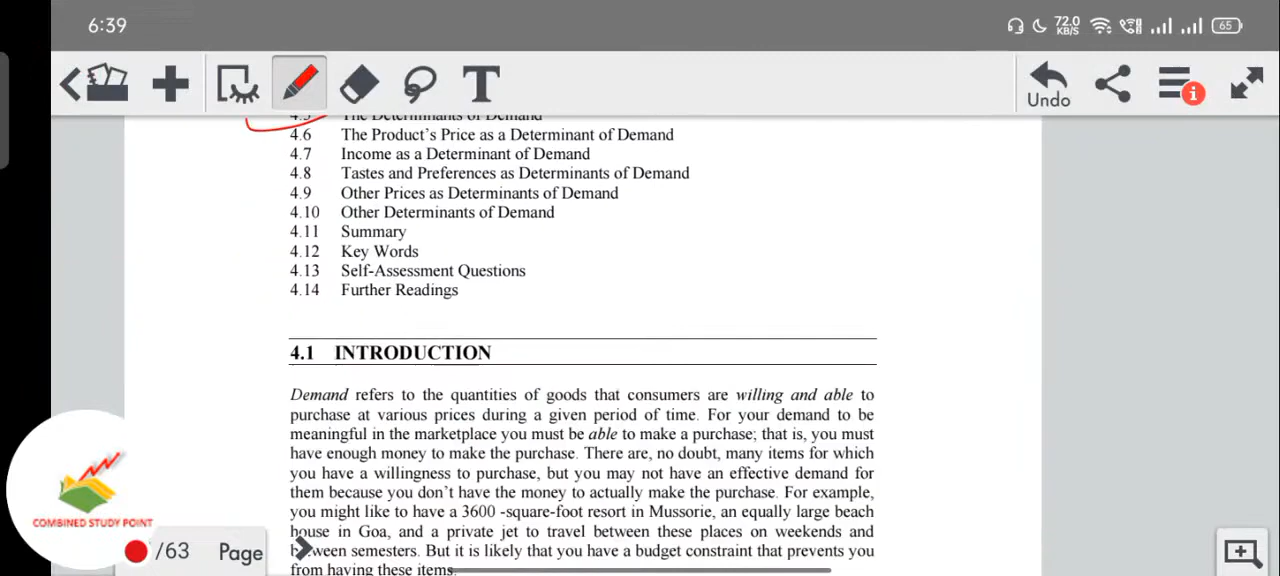 6:39
72.0
KB/S
65
T
Undo
4.5 The Determinants of Demand
4.6 The Product's Price as a Determinant of Demand
4.7 Income as a Determinant of Demand
4.8 Tastes and Preferences as Determinants of Demand
4.9 Other Prices as Determinants of Demand
4.10 Other Determinants of Demand
4.11 Summary
4.12 Key Words
4.13 Self-Assessment Questions
4.14 Further Readings
4.1 INTRODUCTION
Demand refers to the quantities of goods that consumers are willing and able to
purchase at various prices during a given period of time. For your demand to be
meaningful in the marketplace you must be able to make a purchase; that is, you must
have enough money to make the purchase. There are, no doubt, many items for which
you have a willingness to purchase, but you may not have an effective demand for
them because you don't have the money to actually make the purchase. For example,
you might like to have a 3600 -square-foot resort in Mussorie, an equally large beach
house in Goa, and a private jet to travel between these places on weekends and
between semesters. But it is likely that you have a budget constraint that prevents you
from having these items.
COMBINED STUDY POINT
/63 Page